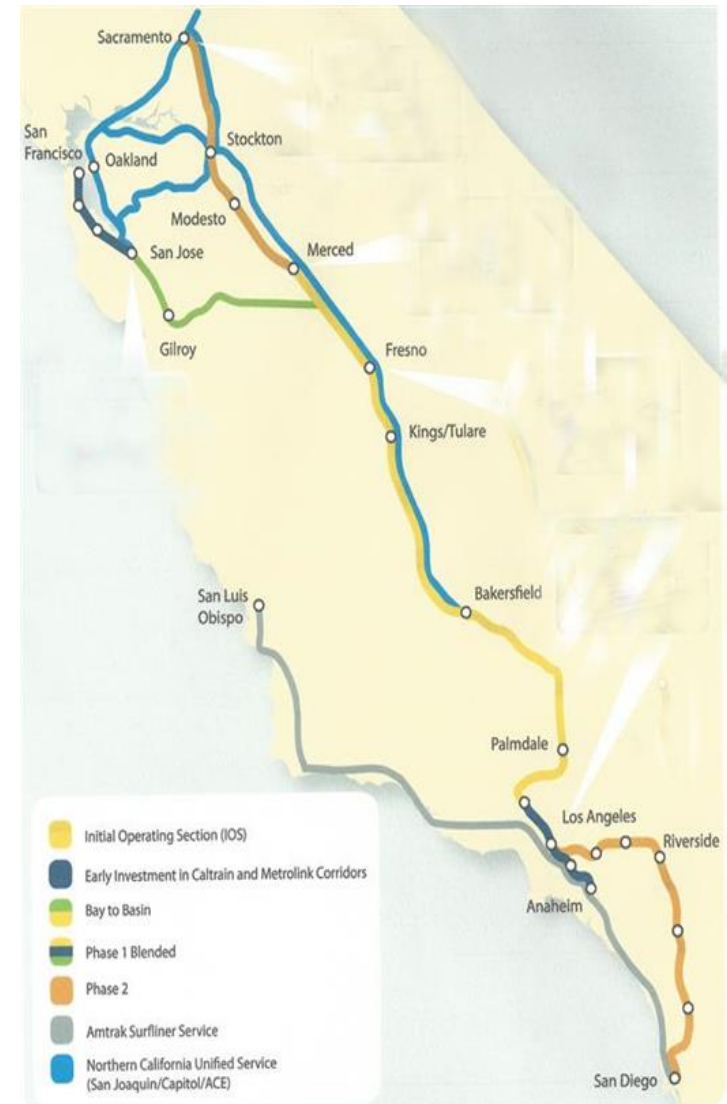 Sacramento
San
Francisco
Oakland
Stockton
Modesto
San Jose
Merced
Gilroy
Fresno
Kings/Tulare
San Luis
Obispo
Bakersfield
Palmdale
Los Angeles
Riverside
Anaheim
San Diego
Initial Operating Section (IOS)
Early Investment in Caltrain and Metrolink Corridors
Bay to Basin
Phase 1 Blended
Phase 2
Amtrak Surfliner Service
Northern California Unified Service
(San Joaquin/Capitol/ACE)